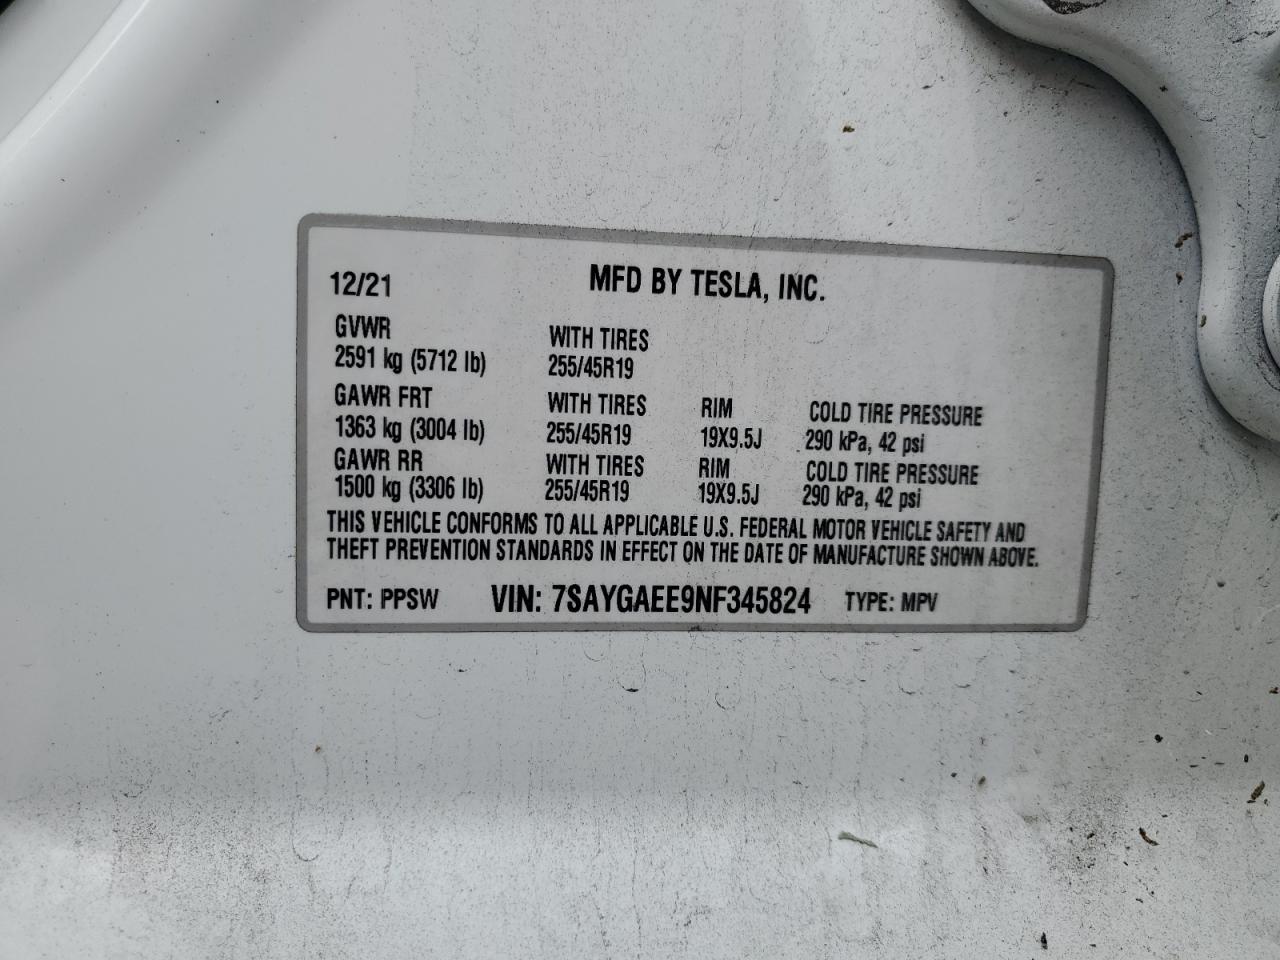 12/21 MFD BY TESLA, INC.
GVWR WITH TIRES
2591 kg (5712 lb) 255/45R19
GAWR FRT WITH TIRES RIM COLD TIRE PRESSURE
1363 kg (3004 lb) 255/45R19 19X9.5J 290 kPa, 42 psi
GAWR RR WITH TIRES RIM COLD TIRE PRESSURE
1500 kg (3306 lb) 255/45R19 19X9.5J 290 kPa, 42 psi
THIS VEHICLE CONFORMS TO ALL APPLICABLE U.S. FEDERAL MOTOR VEHICLE SAFETY AND
THEFT PREVENTION STANDARDS IN EFFECT ON THE DATE OF MANUFACTURE SHOWN ABOVE.
PNT: PPSW VIN: 7SAYGAEE9NF345824 TYPE: MPV